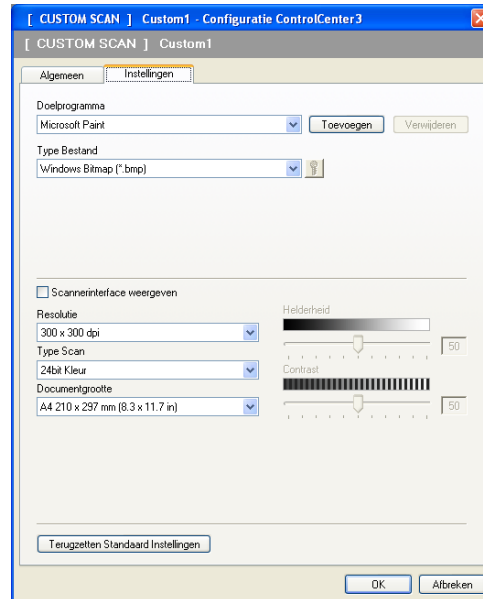 [ CUSTOM SCAN ] Custom1 - Configuratie ControlCenter3
[ CUSTOM SCAN ] Custom1
Algemeen Instellingen
Doelprogramma
Microsoft Paint Toevoegen Verwijderen
Type Bestand
Windows Bitmap (*.bmp)
Scannerinterface weergeven
Resolutie Helderheid
300 x 300 dpi 50
Type Scan
24bit Kleur Contrast
Documentgrootte
A4 210 x 297 mm (8.3 x 11.7 in) 50
Terugzetten Standaard Instellingen
OK Afbreken